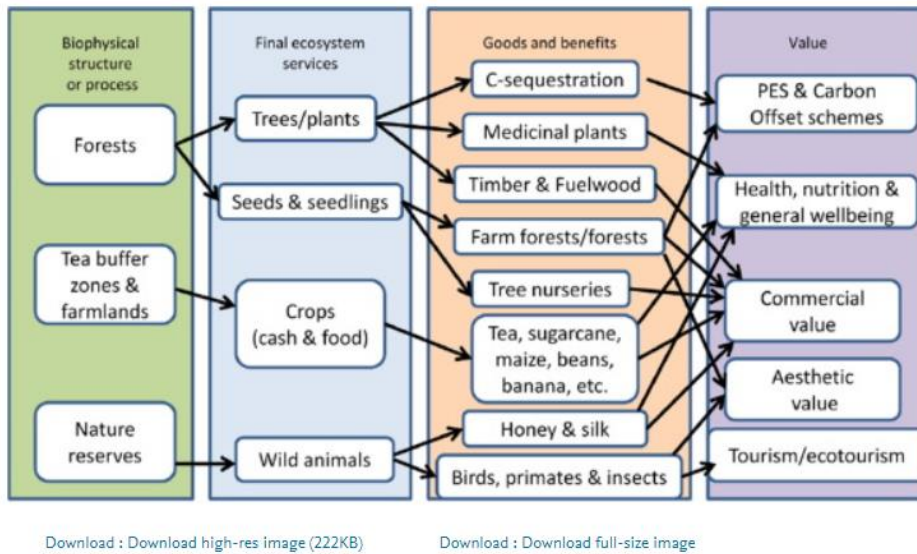 Biophysical
structure
or process
Forests
Tea buffer
zones &
farmlands
Nature
reserves
Final ecosystem
services
Trees/plants
Seeds & seedlings
Crops
(cash & food)
Wild animals
Goods and benefits
C-sequestration
Medicinal plants
Timber & Fuelwood
Farm forests/forests
Tree nurseries
Tea, sugarcane,
maize, beans,
banana, etc.
Honey & silk
Birds, primates & insects
Value
PES & Carbon
Offset schemes
Health, nutrition &
general wellbeing
Commercial
value
Aesthetic
value
Tourism/ecotourism
Download : Download high-res image (222KB)
Download : Download full-size image